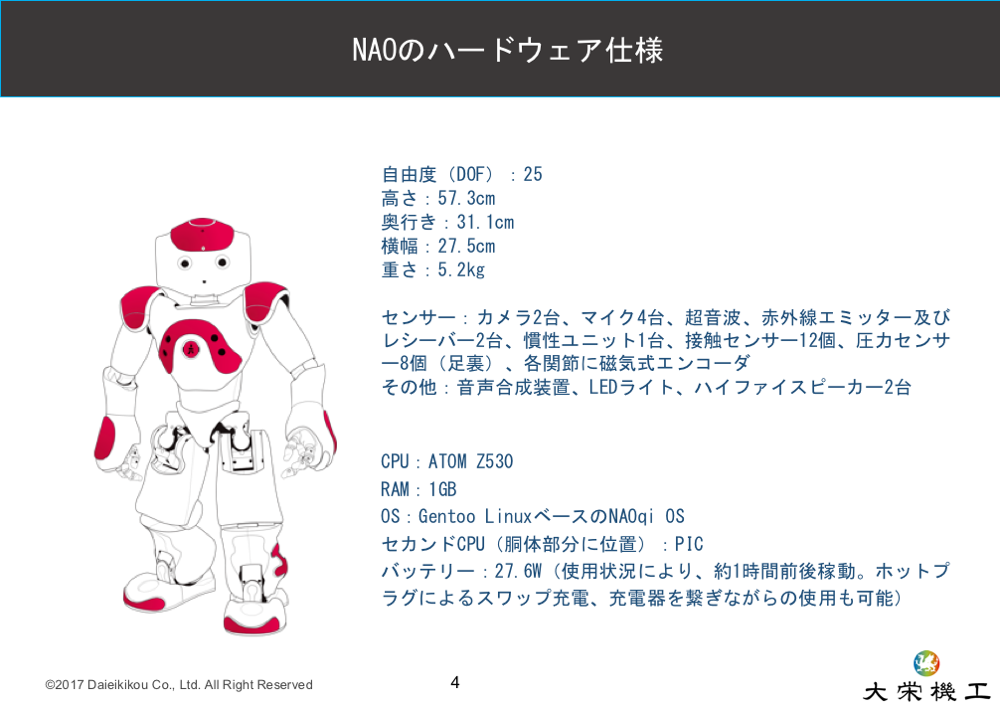 NAOのハードウェア仕様
自由度（DOF）：25
高さ：57.3cm
奥行き：31.1cm
横幅：27.5cm
重さ：5.2kg
センサー：カメラ2台、マイク4台、超音波、赤外線エミッター及び
レシーバー2台、慣性ユニット1台、接触センサー12個、圧力センサ
ー8個（足裏）、各関節に磁気式エンコーダ
その他：音声合成装置、LEDライト、ハイファイスピーカー2台
CPU：ATOM Z530
RAM：1GB
OS：Gentoo LinuxベースのNAOqi OS
セカンドCPU（胴体部分に位置）：PIC
バッテリー：27.6W（使用状況により、約1時間前後稼動。ホットプ
ラグによるスワップ充電、充電器を繋ぎながらの使用も可能）
©2017 Daieikikou Co., Ltd. All Right Reserved
4
大栄機工